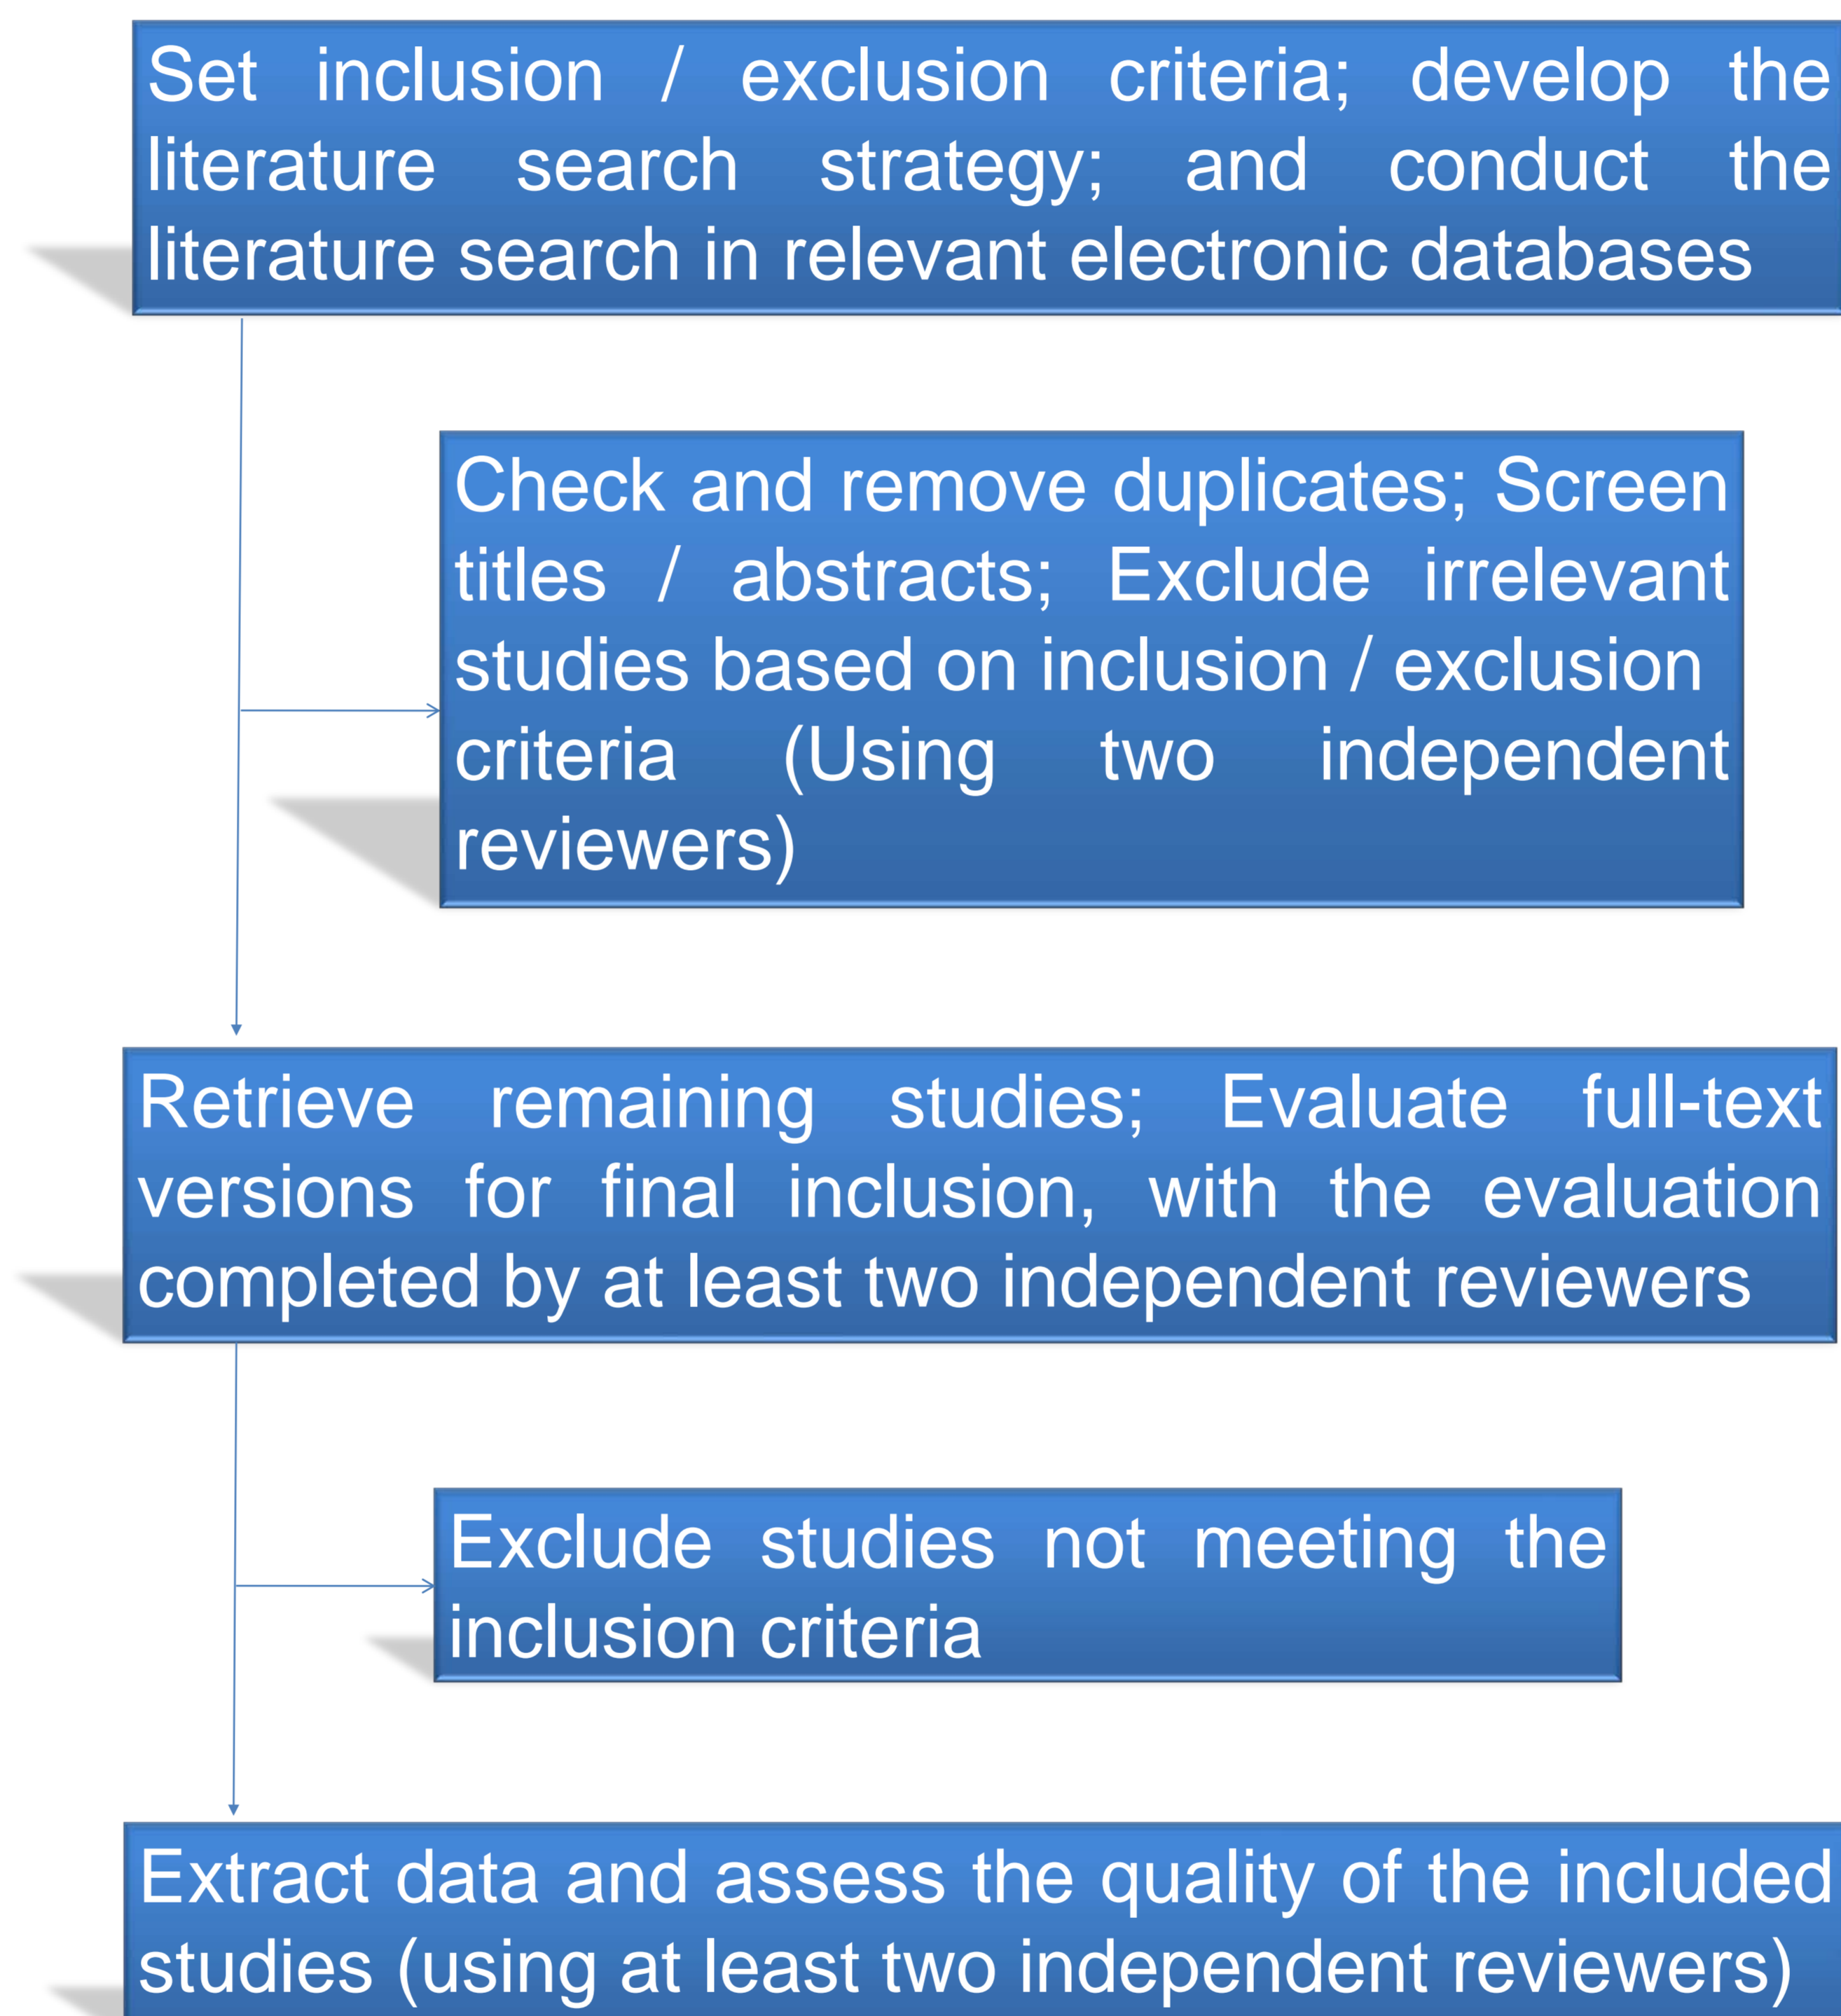 Set inclusion / exclusion criteria; develop the
literature search strategy; and conduct the
literature search in relevant electronic databases
Check and remove duplicates; Screen
titles / abstracts; Exclude irrelevant
studies based on inclusion / exclusion
criteria (Using two independent
reviewers)
Retrieve remaining studies; Evaluate full-text
versions for final inclusion, with the evaluation
completed by at least two independent reviewers
Exclude studies not meeting the
inclusion criteria
Extract data and assess the quality of the included
studies (using at least two independent reviewers)